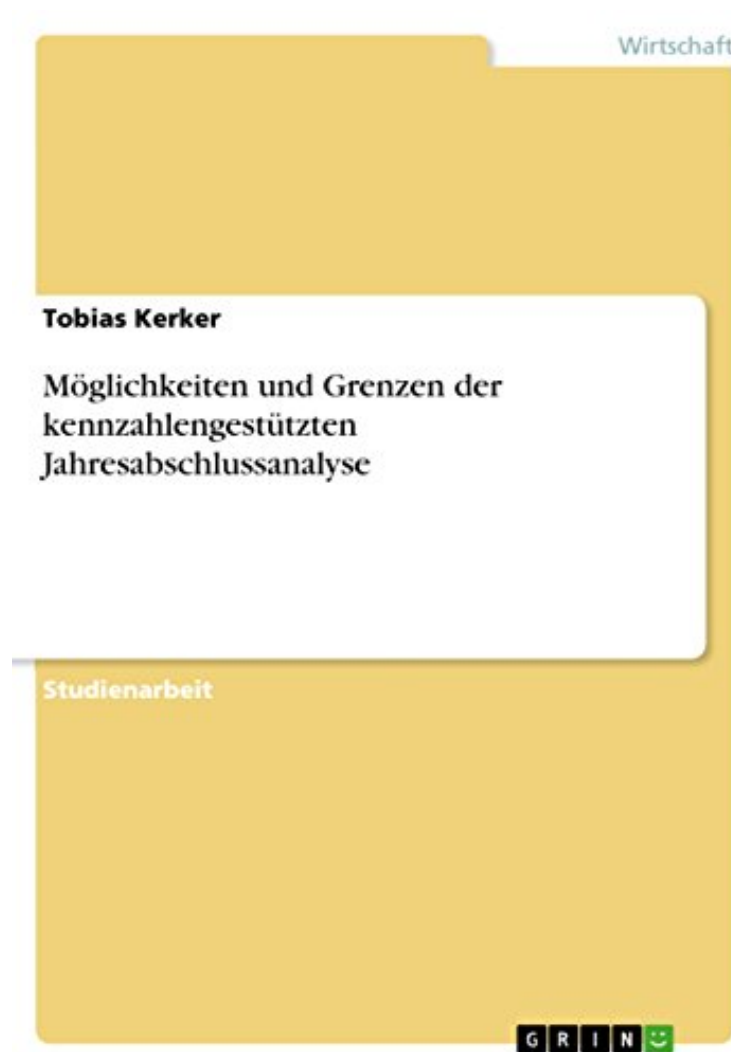 Wirtschaft
Tobias Kerker
Möglichkeiten und Grenzen der
kennzahlengestützten
Jahresabschlussanalyse
Studienarbeit
GRIN